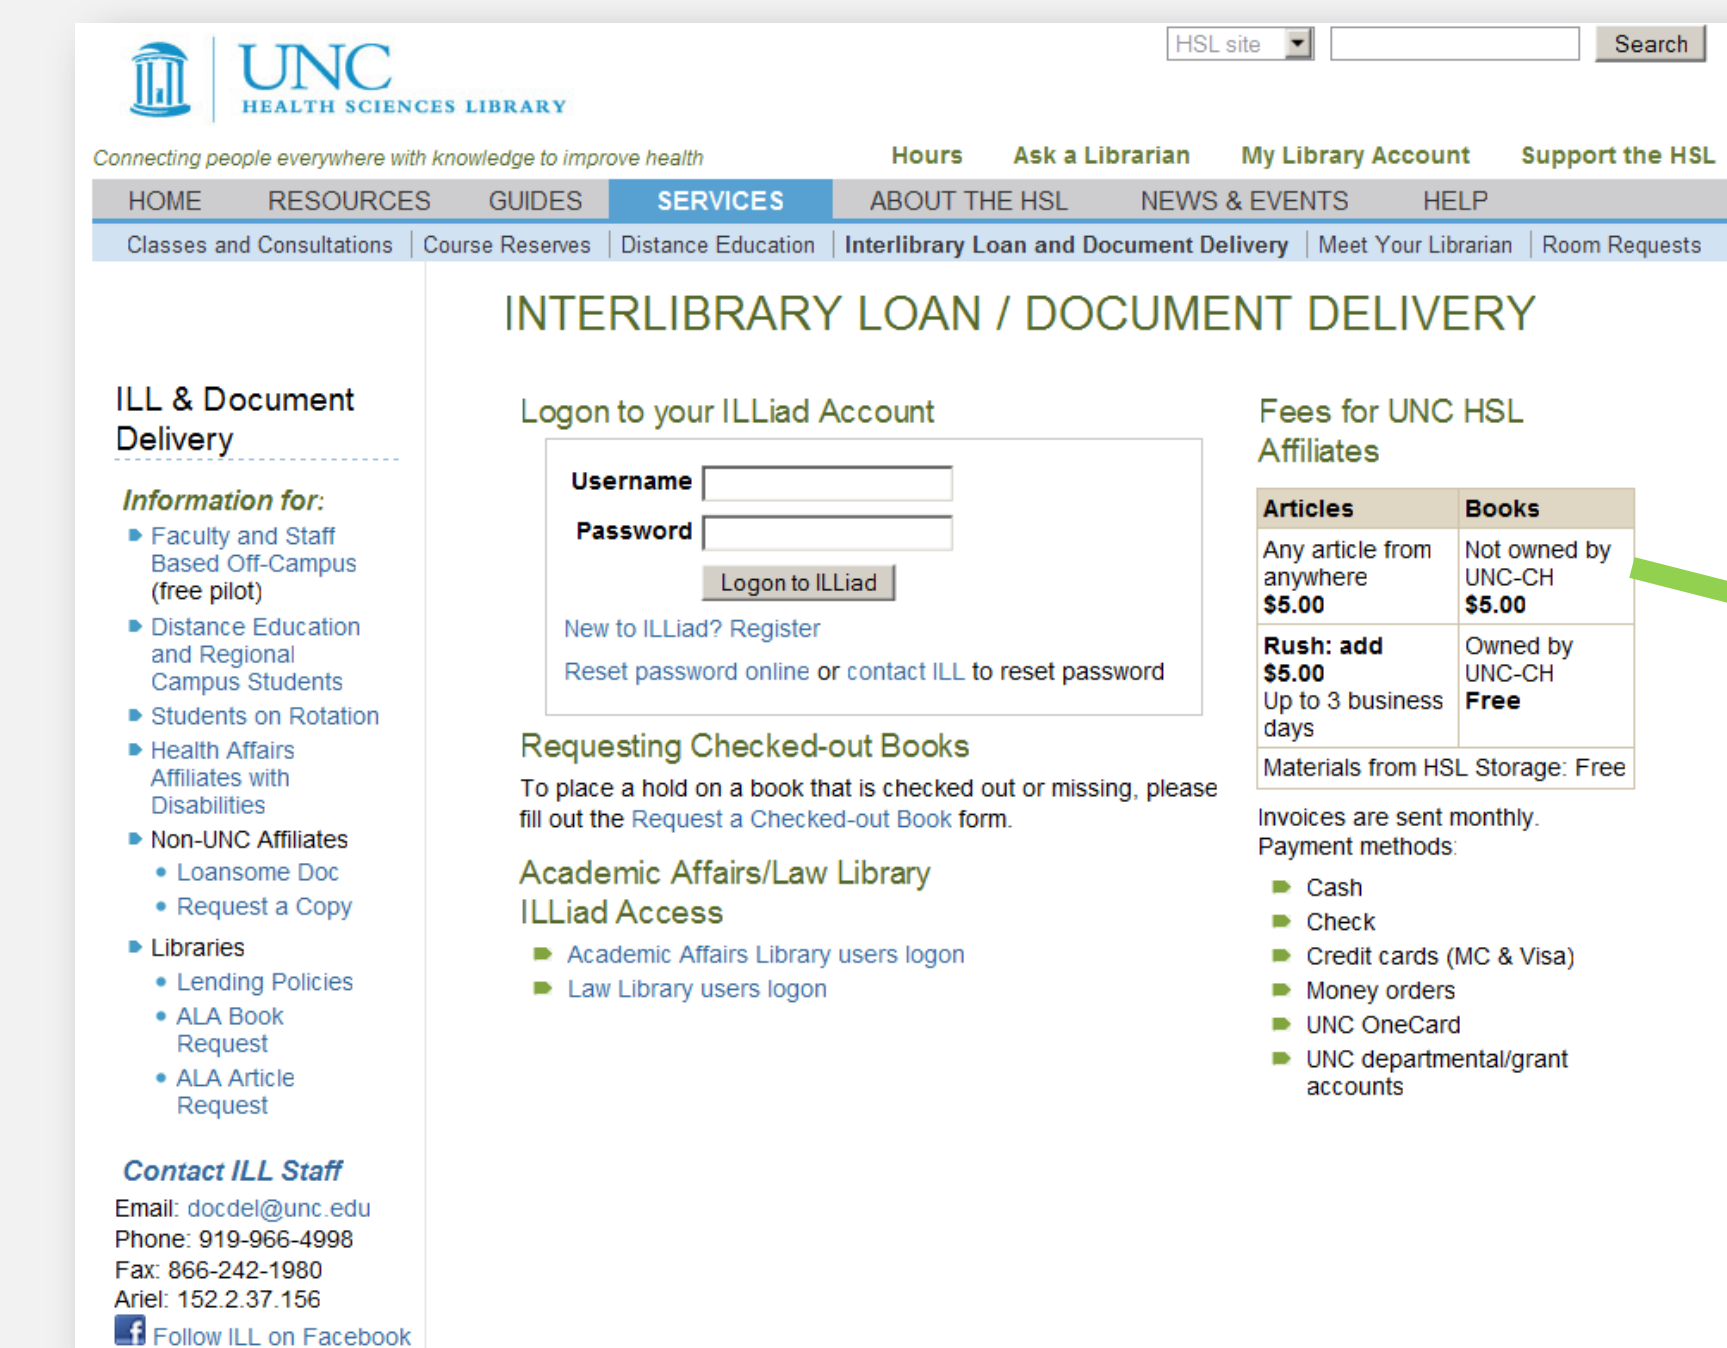 UNC
HEALTH SCIENCES LIBRARY
HSL site
Search
Connecting people everywhere with knowledge to improve health
Hours Ask a Librarian My Library Account Support the HSL
HOME RESOURCES GUIDES SERVICES ABOUT THE HSL NEWS & EVENTS HELP
Classes and Consultations | Course Reserves | Distance Education | Interlibrary Loan and Document Delivery | Meet Your Librarian | Room Requests
INTERLIBRARY LOAN / DOCUMENT DELIVERY
ILL & Document
Delivery
Information for:
Faculty and Staff
Based Off-Campus
(free pilot)
Distance Education
and Regional
Campus Students
Students on Rotation
Health Affairs
Affiliates with
Disabilities
Non-UNC Affiliates
Loansome Doc
Request a Copy
Libraries
Lending Policies
ALA Book
Request
ALA Article
Request
Contact ILL Staff
Email: docdel@unc.edu
Phone: 919-966-4998
Fax: 866-242-1980
Ariel: 152.2.37.156
Follow ILL on Facebook
Logon to your ILLiad Account
Username
Password
Logon to ILLiad
New to ILLiad? Register
Reset password online or contact ILL to reset password
Requesting Checked-out Books
To place a hold on a book that is checked out or missing, please
fill out the Request a Checked-out Book form.
Academic Affairs/Law Library
ILLiad Access
Academic Affairs Library users logon
Law Library users logon
Fees for UNC HSL
Affiliates
Articles Books
Any article from
anywhere
$5.00
Not owned by
UNC-CH
$5.00
Rush: add
$5.00
Up to 3 business
days
Owned by
UNC-CH
Free
Materials from HSL Storage: Free
Invoices are sent monthly.
Payment methods:
Cash
Check
Credit cards (MC & Visa)
Money orders
UNC OneCard
UNC departmental/grant
accounts